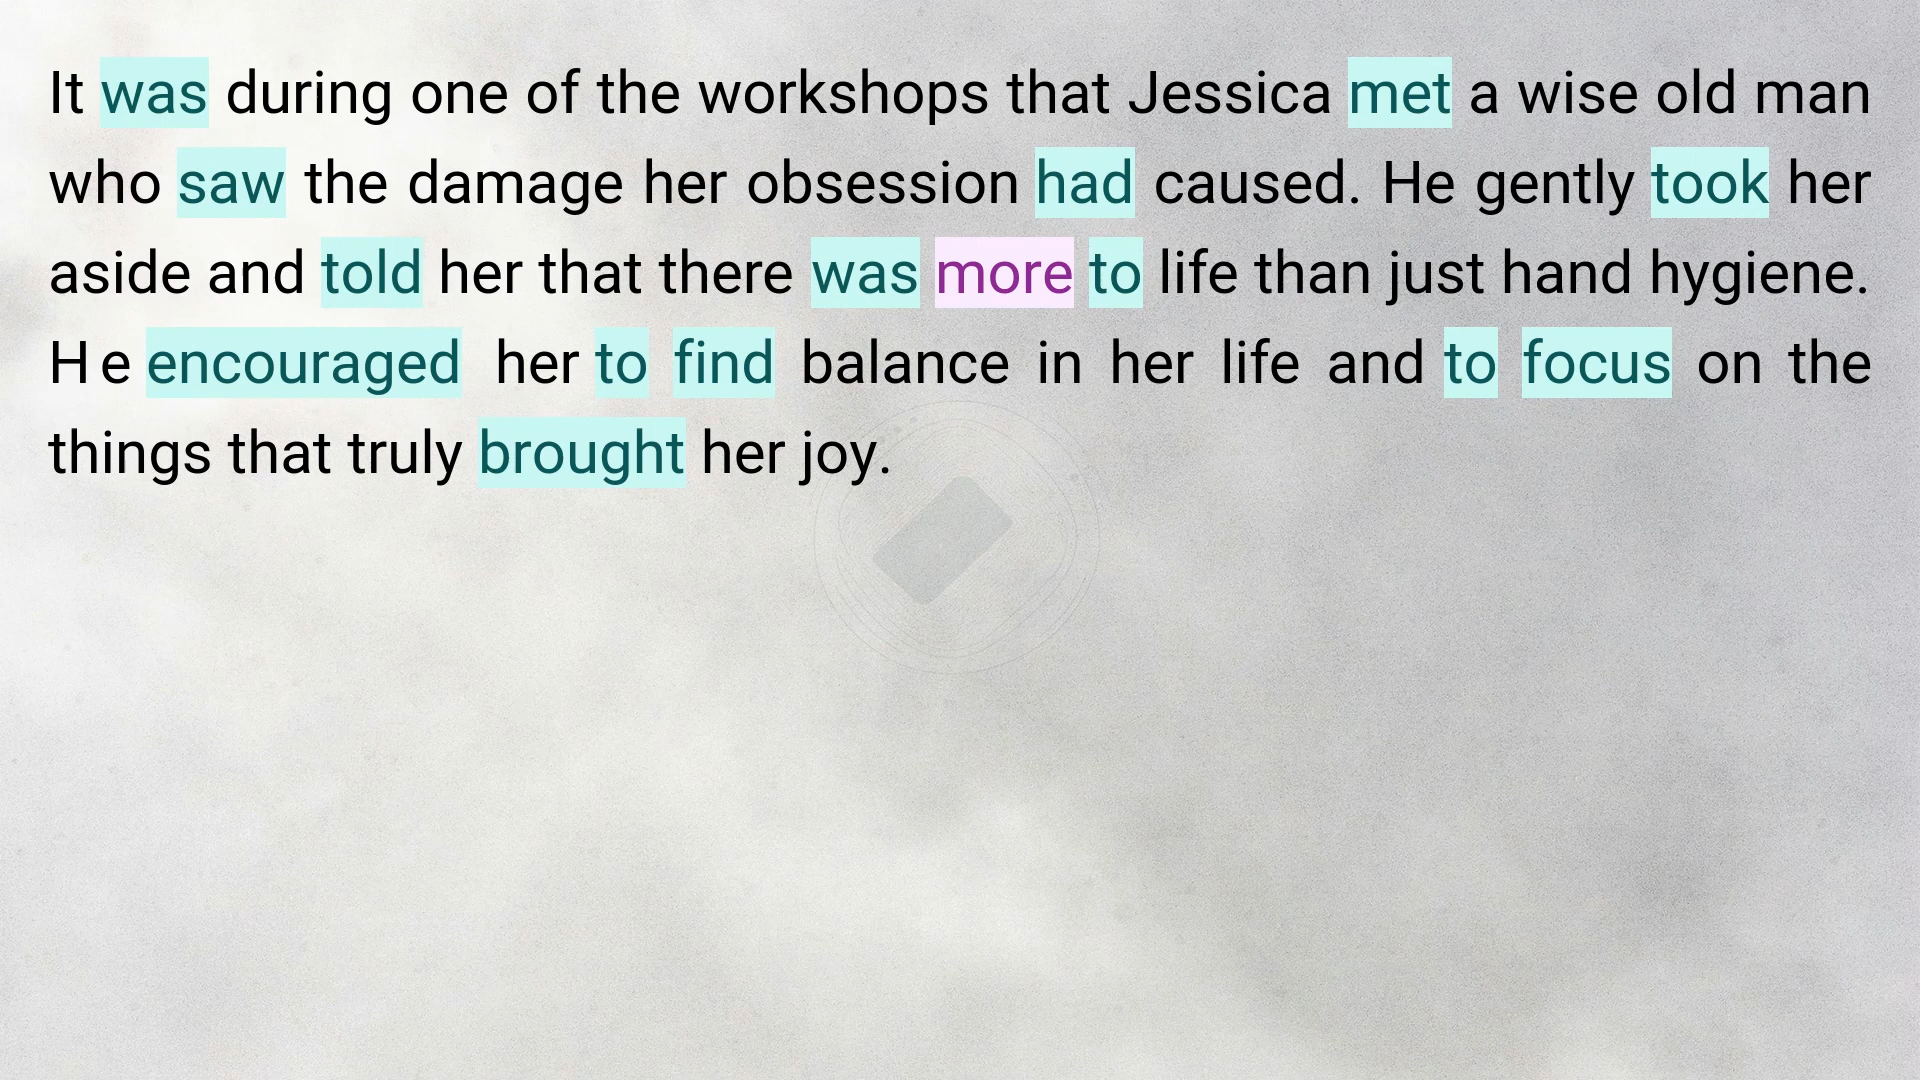 It was during one of the workshops that Jessica met a wise old man
who saw the damage her obsession had caused. He gently took her
aside and told her that there was more to life than just hand hygiene.
He encouraged her to find balance in her life and to focus on the
things that truly brought her joy.